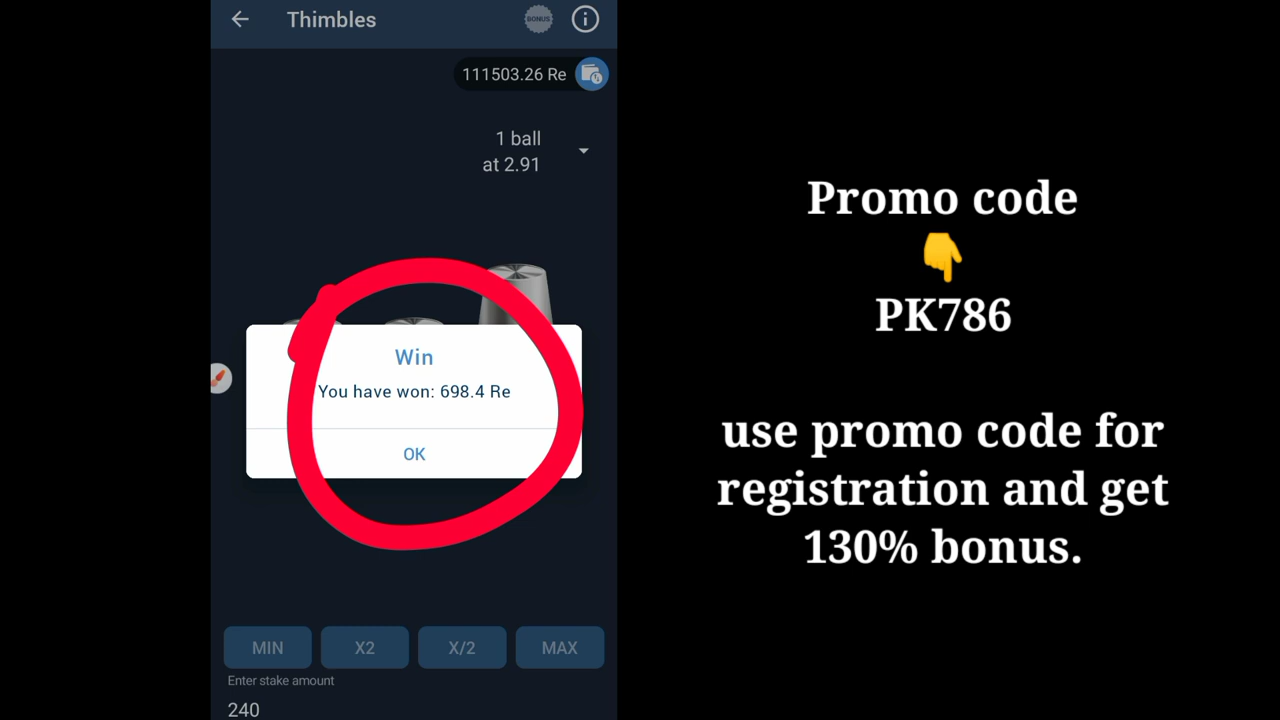 Thimbles
BONUS
111503.26 Re
1 ball
at 2.91
Win
You have won: 698.4 Re
OK
MIN
X2
X/2
MAX
Enter stake amount
240
Promo code
👇
PK786
use promo code for
registration and get
130% bonus.